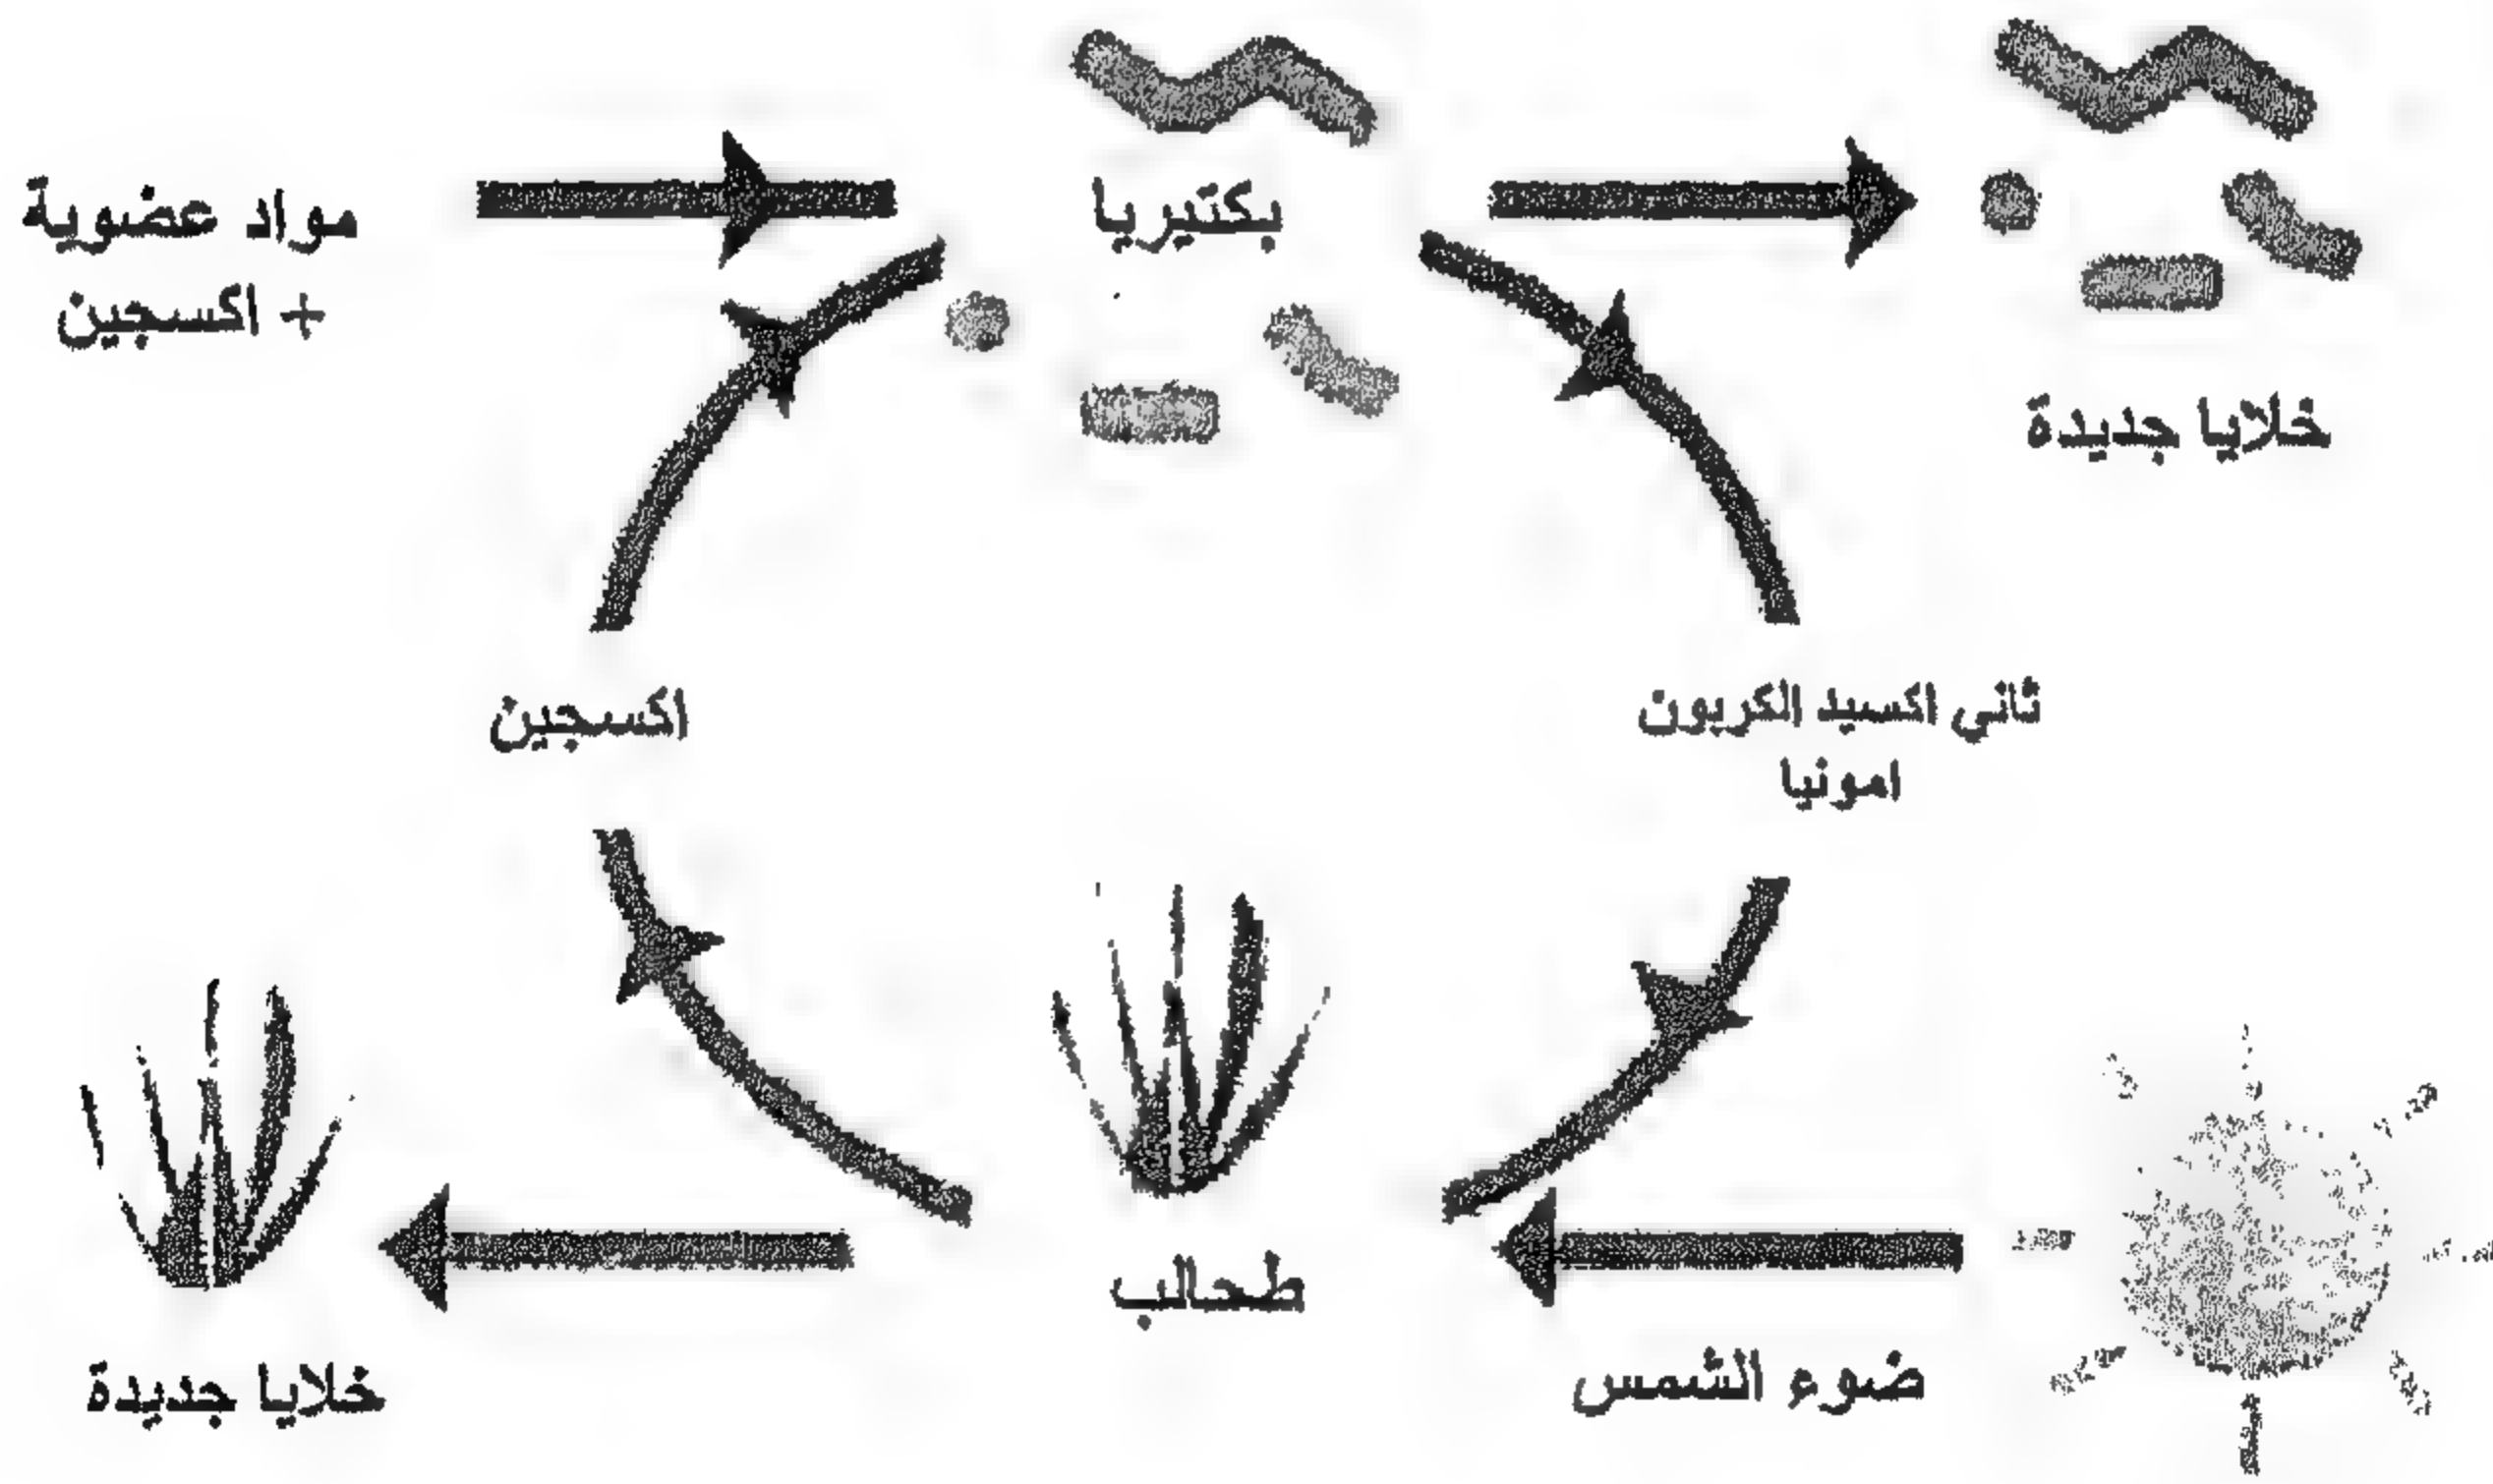 مواد عضوية
+ اكسجين
بكتيريا
خلايا جديدة
اكسجين
ثاني اكسيد الكربون
امونيا
طحالب
ضوء الشمس
خلايا جديدة